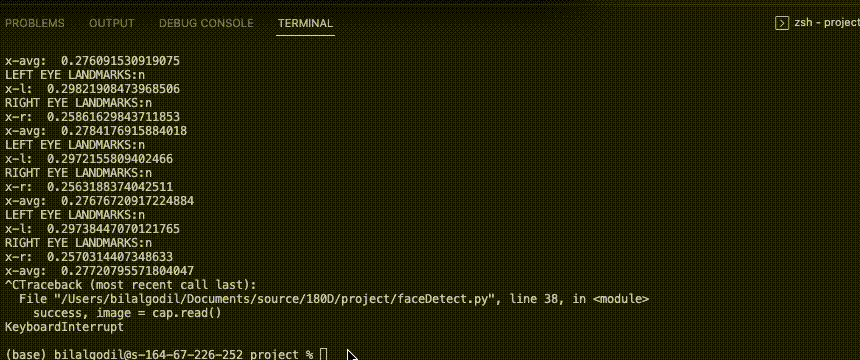 PROBLEMS OUTPUT DEBUG CONSOLE TERMINAL zsh - project
x-avg:  0.276091530919075
LEFT EYE LANDMARKS:n
x-l:  0.29821908473968506
RIGHT EYE LANDMARKS:n
x-r:  0.25861629843711853
x-avg:  0.2784176915884018
LEFT EYE LANDMARKS:n
x-l:  0.2972155809402466
RIGHT EYE LANDMARKS:n
x-r:  0.2563188374042511
x-avg:  0.27676720917224884
LEFT EYE LANDMARKS:n
x-l:  0.29738447070121765
RIGHT EYE LANDMARKS:n
x-r:  0.2570314407348633
x-avg:  0.27720795571804047
^CTraceback (most recent call last):
  File "/Users/bilalgodil/Documents/source/180D/project/faceDetect.py", line 38, in <module>
    success, image = cap.read()
KeyboardInterrupt
(base) bilalgodil@s-164-67-226-252 project %